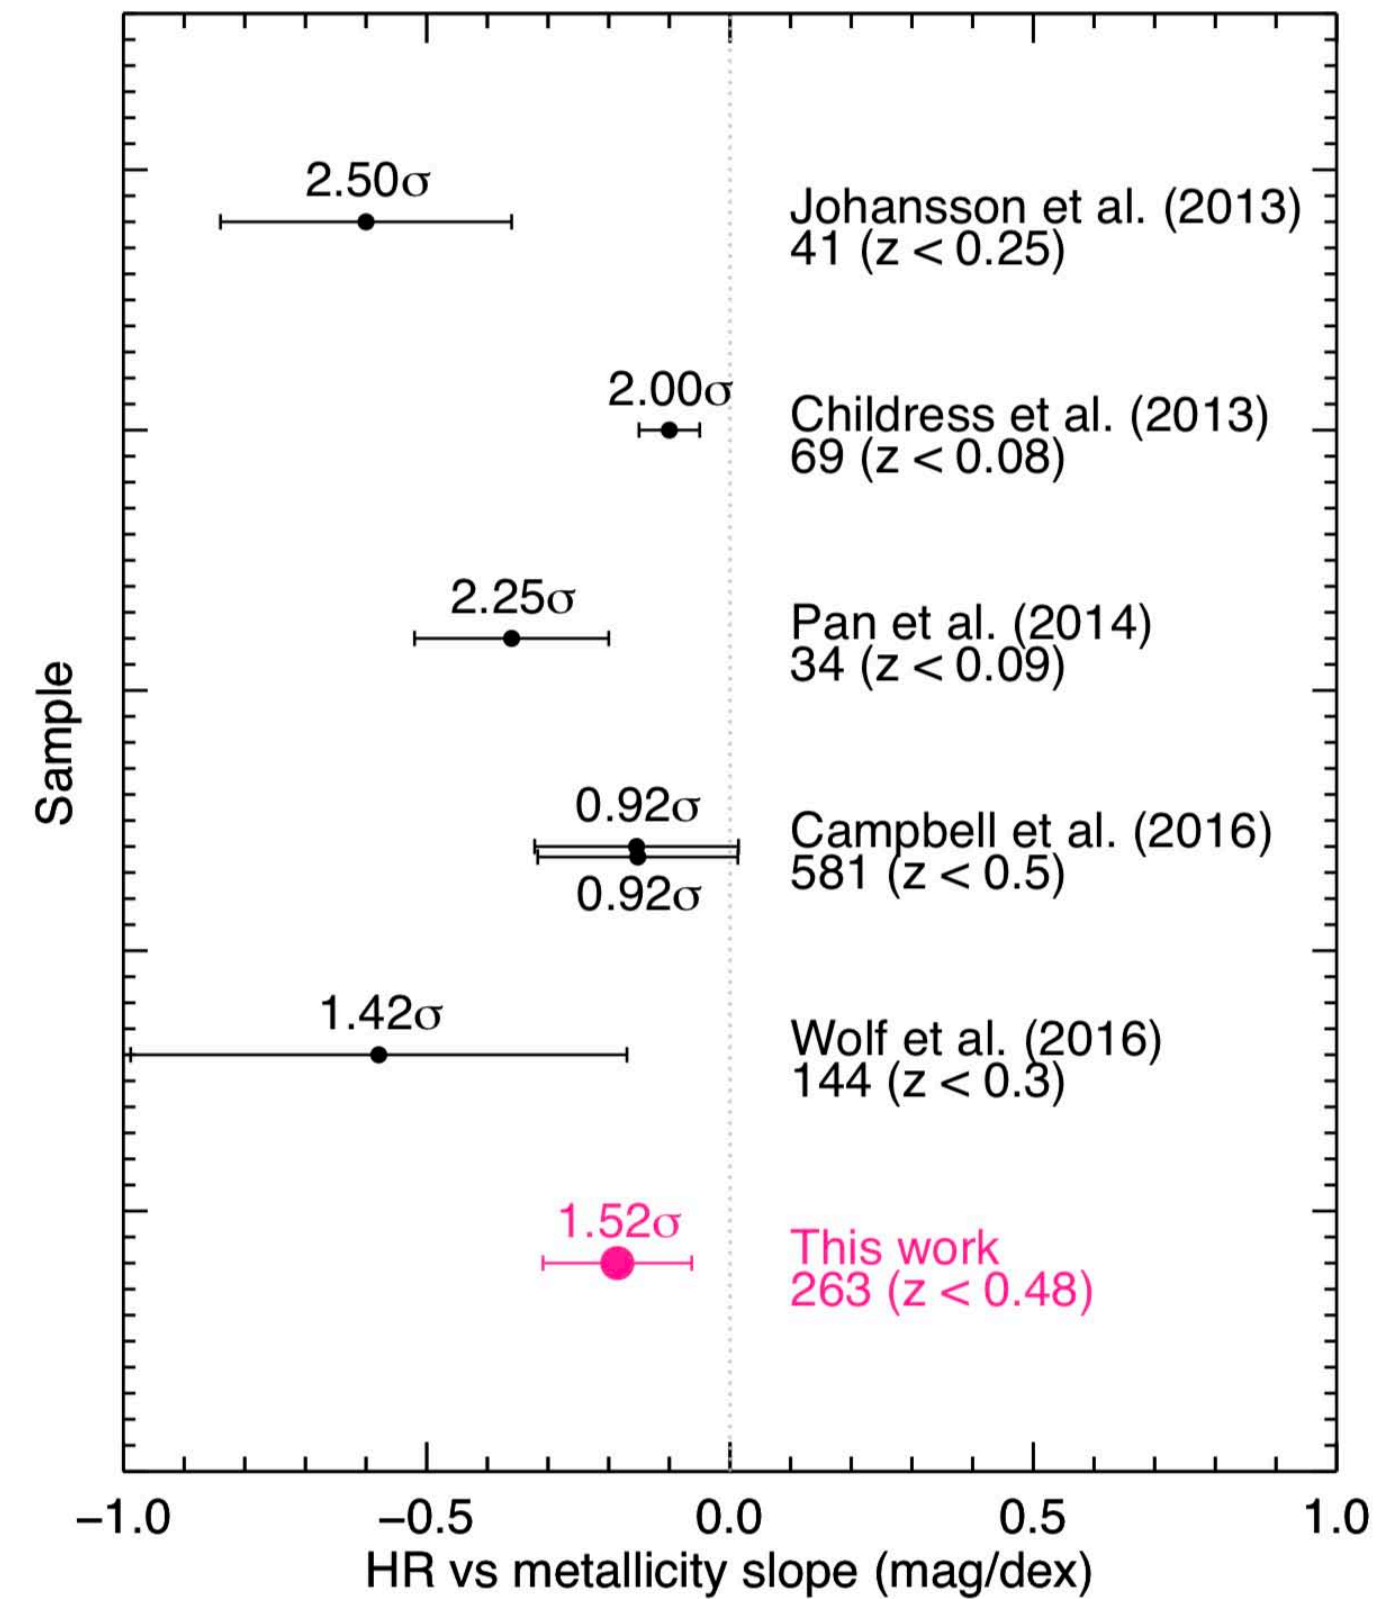 2.50σ
Johansson et al. (2013)
41 (z < 0.25)
2.00σ
Childress et al. (2013)
69 (z < 0.08)
2.25σ
Pan et al. (2014)
34 (z < 0.09)
0.92σ
0.92σ
Campbell et al. (2016)
581 (z < 0.5)
1.42σ
Wolf et al. (2016)
144 (z < 0.3)
1.52σ
This work
263 (z < 0.48)
Sample
−1.0 −0.5 0.0 0.5 1.0
HR vs metallicity slope (mag/dex)